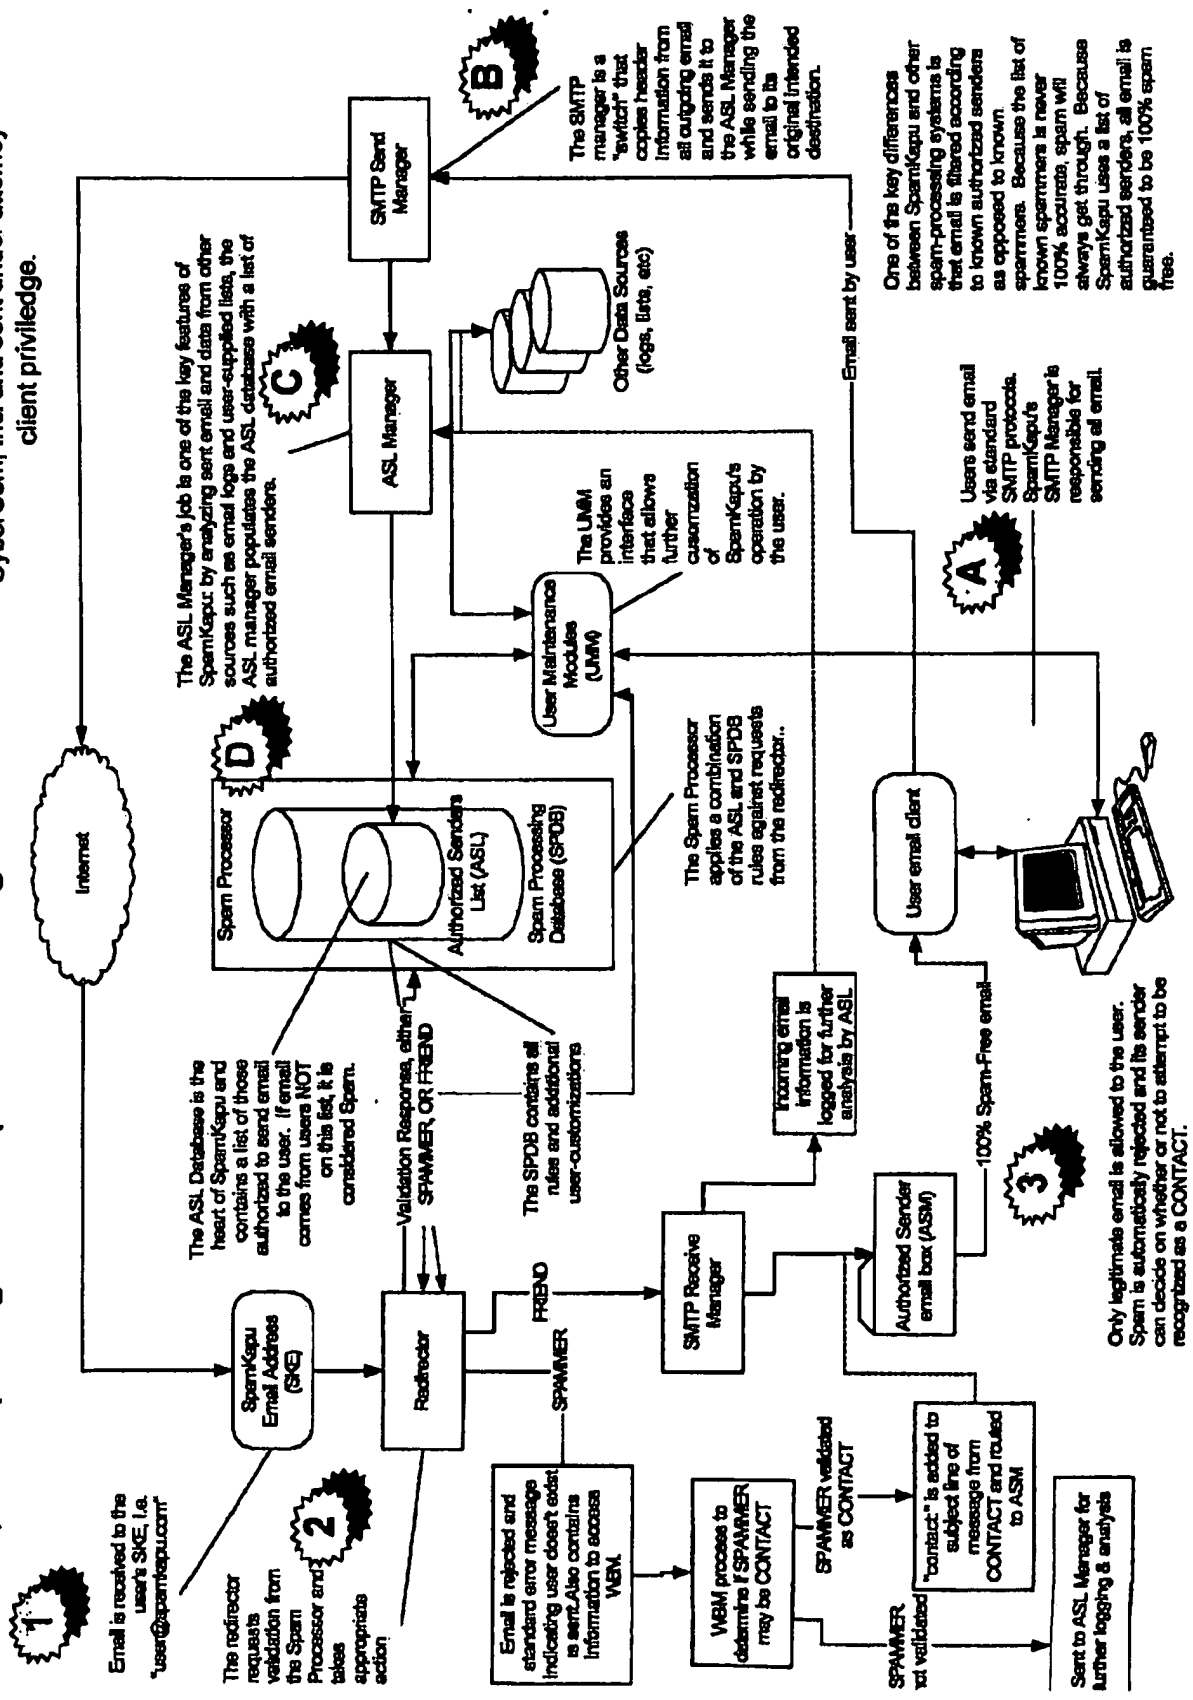 client priviledge.
Internet
1
Email is received to the
user's SKE, i.e.
"user@spamkapu.com"
SpamKapu
Email Address
(SKE)
2
The redirector
requests
validation from
the Spam
Processor and
takes
appropriate
action
Redirector
The ASL Database is the
heart of SpamKapu and
contains a list of those
authorized to send email
to the user. If email
comes from users NOT
on this list, it is
considered Spam.
Validation Response, either
SPAMMER, OR FRIEND
The SPDB contains all
rules and additional
user-customizations
D
Spam Processor
Authorized Senders
List (ASL)
Spam Processing
Database (SPDB)
The Spam Processor
applies a combination
of the ASL and SPDB
rules against requests
from the redirector..
The ASL Manager's job is one of the key features of
SpamKapu: by analyzing sent email and data from other
sources such as email logs and user-supplied lists, the
ASL manager populates the ASL database with a list of
authorized email senders.
C
ASL Manager
SMTP Send
Manager
B
The SMTP
manager is a
"switch" that
copies header
information from
all outgoing email
and sends it to
the ASL Manager
while sending the
email to its
original intended
destination.
Other Data Sources
(logs, lists, etc)
User Maintenance
Modules
(UMM)
The UMM
provides an
interface
that allows
further
cusomzation
of
SpamKapu's
operation by
the user.
FRIEND
SPAMMER
Email is rejected and
standard error message
indicating user doesn't exist
is sent.Also contains
information to access
WBM.
WBM process to
determine if SPAMMER
may be CONTACT
SPAMMER validated
as CONTACT
SPAMMER
not validated
"contact:" is added to
subject line of
message from
CONTACT and routed
to ASM
Sent to ASL Manager for
further logging & analysis
SMTP Receive
Manager
Incoming email
information is
logged for further
analysis by ASL
Authorized Sender
email box (ASM)
100% Spam-Free email
3
Only legitimate email is allowed to the user.
Spam is automatically rejected and its sender
can decide on whether or not to attempt to be
recognized as a CONTACT.
User email client
Email sent by user
A
Users send email
via standard
SMTP protocols.
SpamKapu's
SMTP Manager is
responsible for
sending all email.
One of the key differences
between SpamKapu and other
spam-processing systems is
that email is filtered according
to known authorized senders
as opposed to known
spammers. Because the list of
known spammers is never
100% accurate, spam will
always get through. Because
SpamKapu uses a list of
authorized senders, all email is
guaranteed to be 100% spam
free.